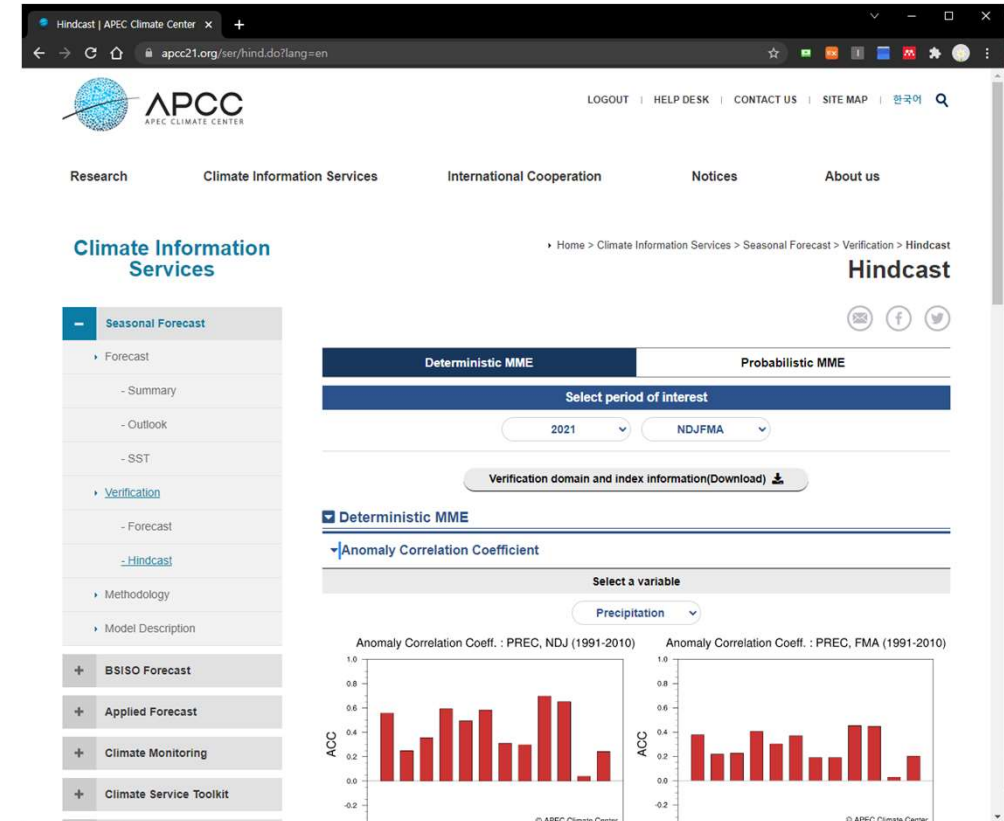 Hindcast | APEC Climate Center
apcc21.org/ser/hind.do?lang=en
APCC
APEC CLIMATE CENTER
LOGOUT | HELP DESK | CONTACT US | SITE MAP | 한국어
Research Climate Information Services International Cooperation Notices About us
Climate Information
Services
Home > Climate Information Services > Seasonal Forecast > Verification > Hindcast
Hindcast
Seasonal Forecast
Forecast
- Summary
- Outlook
- SST
Verification
- Forecast
- Hindcast
Methodology
Model Description
BSISO Forecast
Applied Forecast
Climate Monitoring
Climate Service Toolkit
Deterministic MME Probabilistic MME
Select period of interest
2021 NDJFMA
Verification domain and index information(Download)
Deterministic MME
Anomaly Correlation Coefficient
Select a variable
Precipitation
Anomaly Correlation Coeff. : PREC, NDJ (1991-2010)
1.0
0.8
0.6
0.4
0.2
0.0
-0.2
ACC
Anomaly Correlation Coeff. : PREC, FMA (1991-2010)
1.0
0.8
0.6
0.4
0.2
0.0
-0.2
ACC